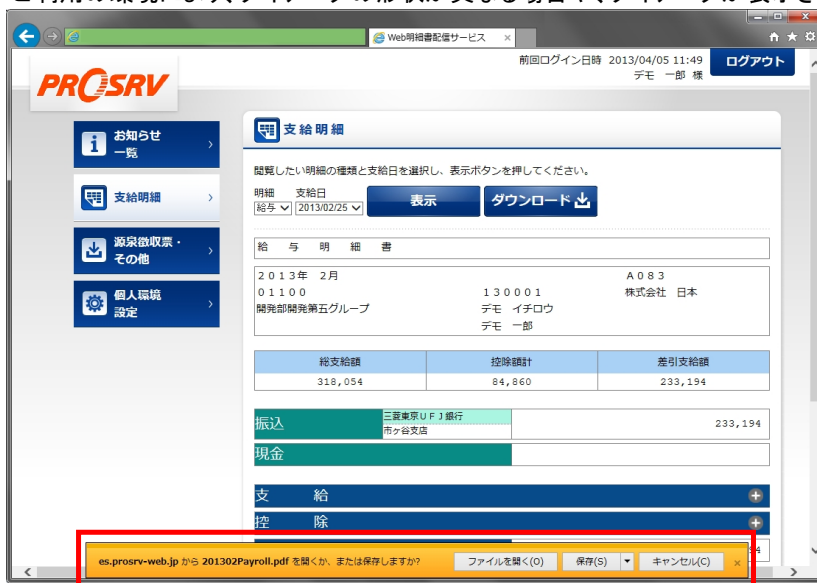 Web明細書配信サービス ×
前回ログイン日時 2013/04/05 11:49
デモ 一郎 様
ログアウト
PROSRV
お知らせ
一覧
支給明細
源泉徴収票・
その他
個人環境
設定
支給明細
閲覧したい明細の種類と支給日を選択し、表示ボタンを押してください。
明細 支給日
給与 2013/02/25 表示 ダウンロード
給 与 明 細 書
2013年 2月 A083
01100 130001 株式会社 日本
開発部開発第五グループ デモ イチロウ
デモ 一郎
総支給額 控除額計 差引支給額
318,054 84,860 233,194
振込 三菱東京UFJ銀行 233,194
市ヶ谷支店
現金
支 給
控 除
es.prosrv-web.jp から 201302Payroll.pdf を開くか、または保存しますか? ファイルを開く(O) 保存(S) キャンセル(C) ×